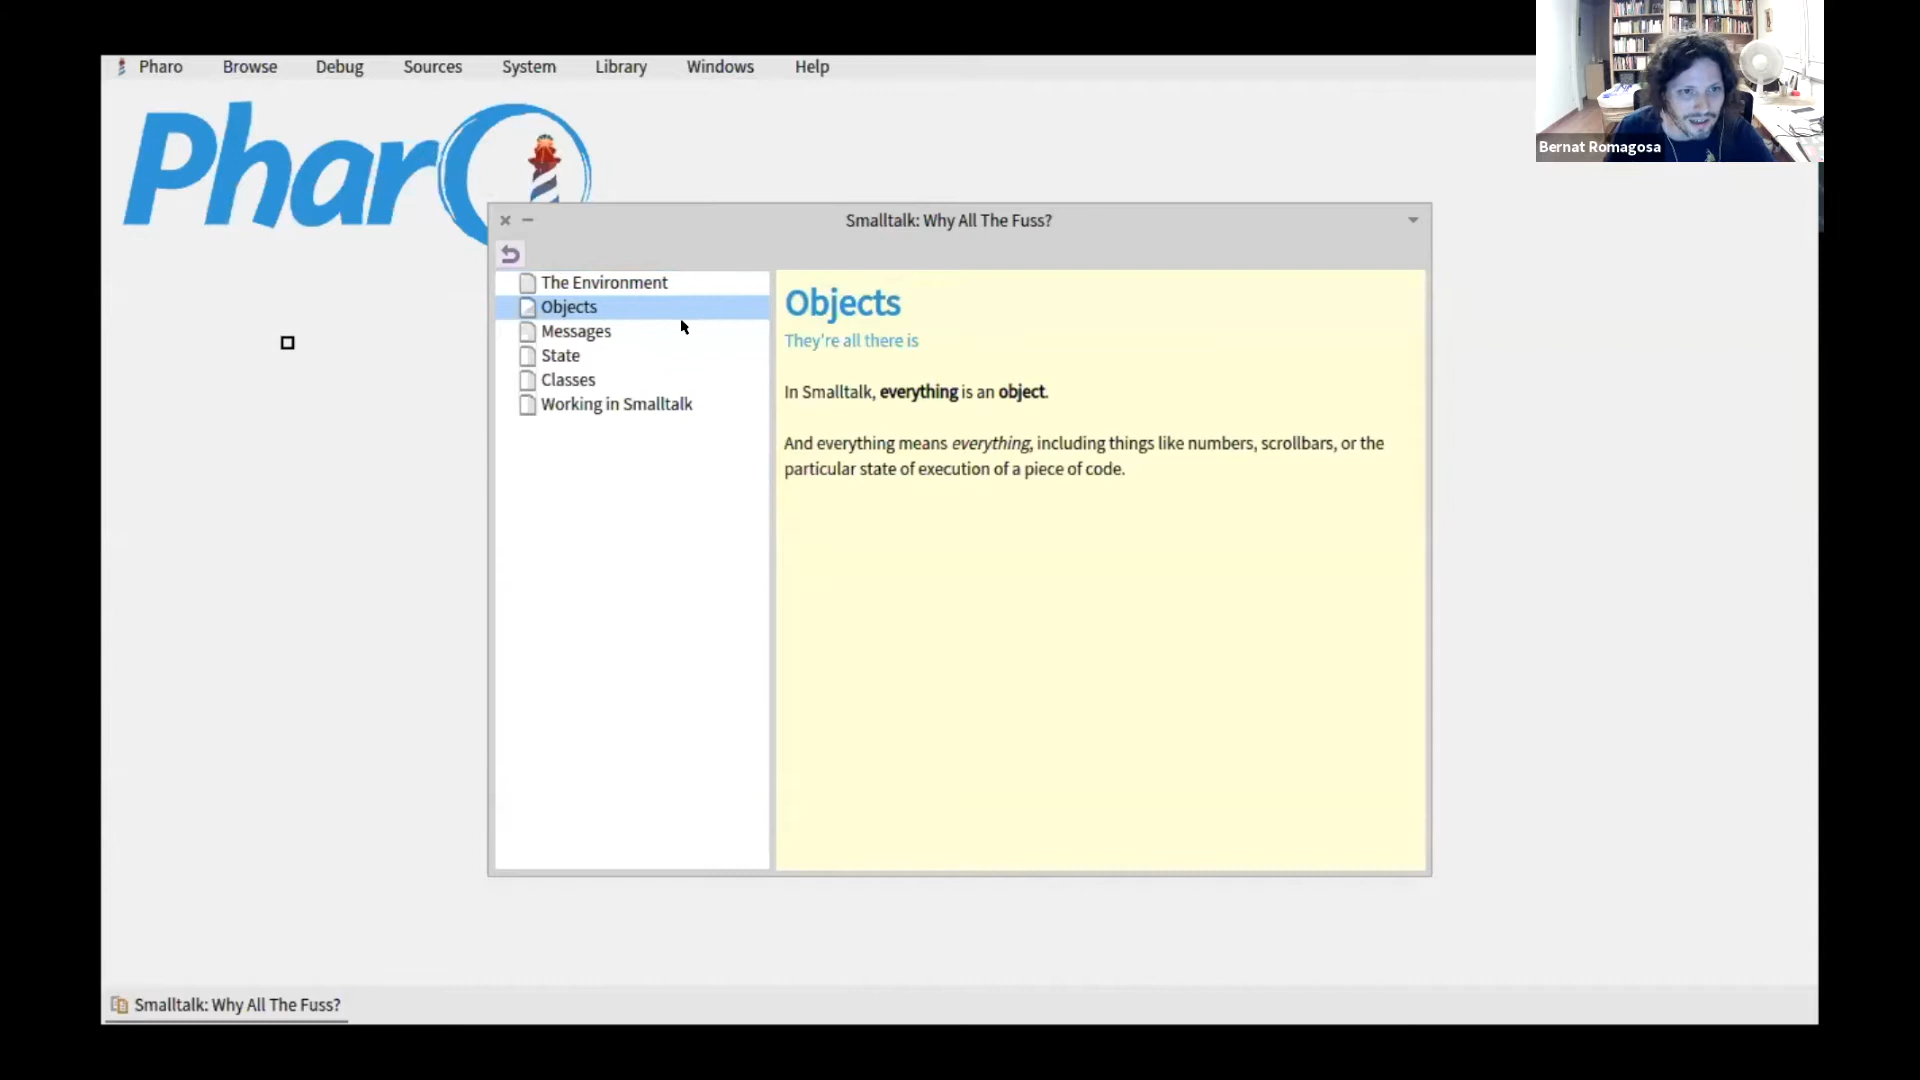 Pharo Browse Debug Sources System Library Windows Help
Pharo
Bernat Romagosa
Smalltalk: Why All The Fuss?
The Environment
Objects
Messages
State
Classes
Working in Smalltalk
Objects
They're all there is
In Smalltalk, everything is an object.
And everything means everything, including things like numbers, scrollbars, or the
particular state of execution of a piece of code.
Smalltalk: Why All The Fuss?